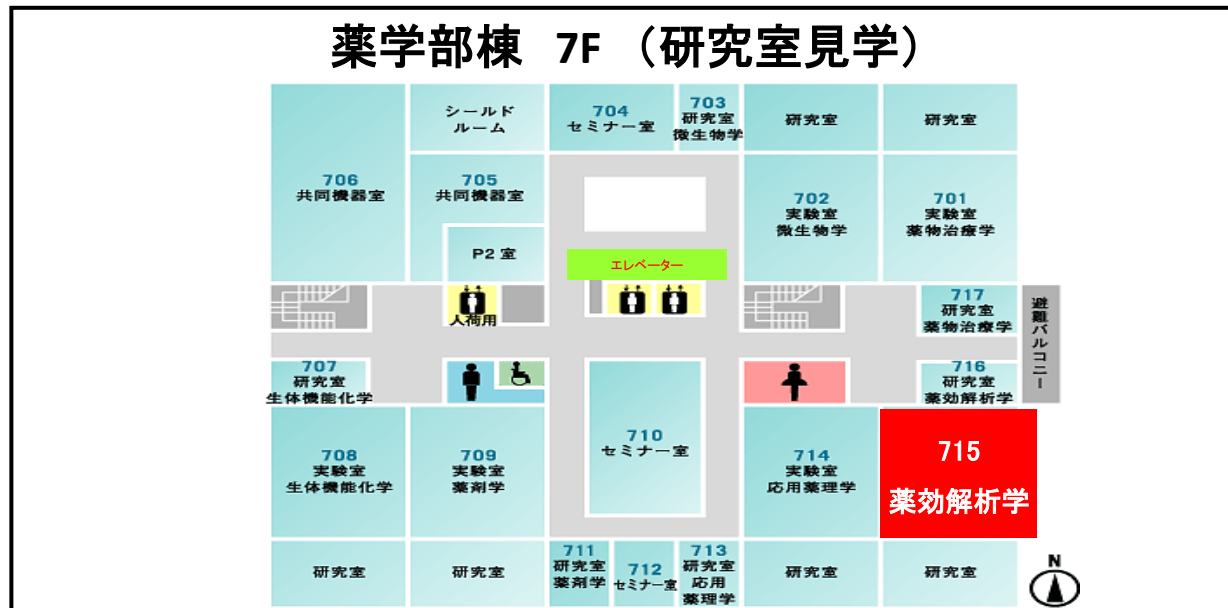 薬学部棟 7F （研究室見学）
シールド
ルーム
704
セミナー室
703
研究室
微生物学
研究室
研究室
706
共同機器室
705
共同機器室
702
実験室
微生物学
701
実験室
薬物治療学
P2室
エレベーター
人荷用
717
研究室
薬物治療学
避難バルコニー
707
研究室
生体機能化学
716
研究室
薬効解析学
708
実験室
生体機能化学
709
実験室
薬剤学
710
セミナー室
714
実験室
応用薬理学
715
薬効解析学
研究室
研究室
711
研究室
薬剤学
712
セミナー室
713
研究室
応用
薬理学
研究室
研究室
N